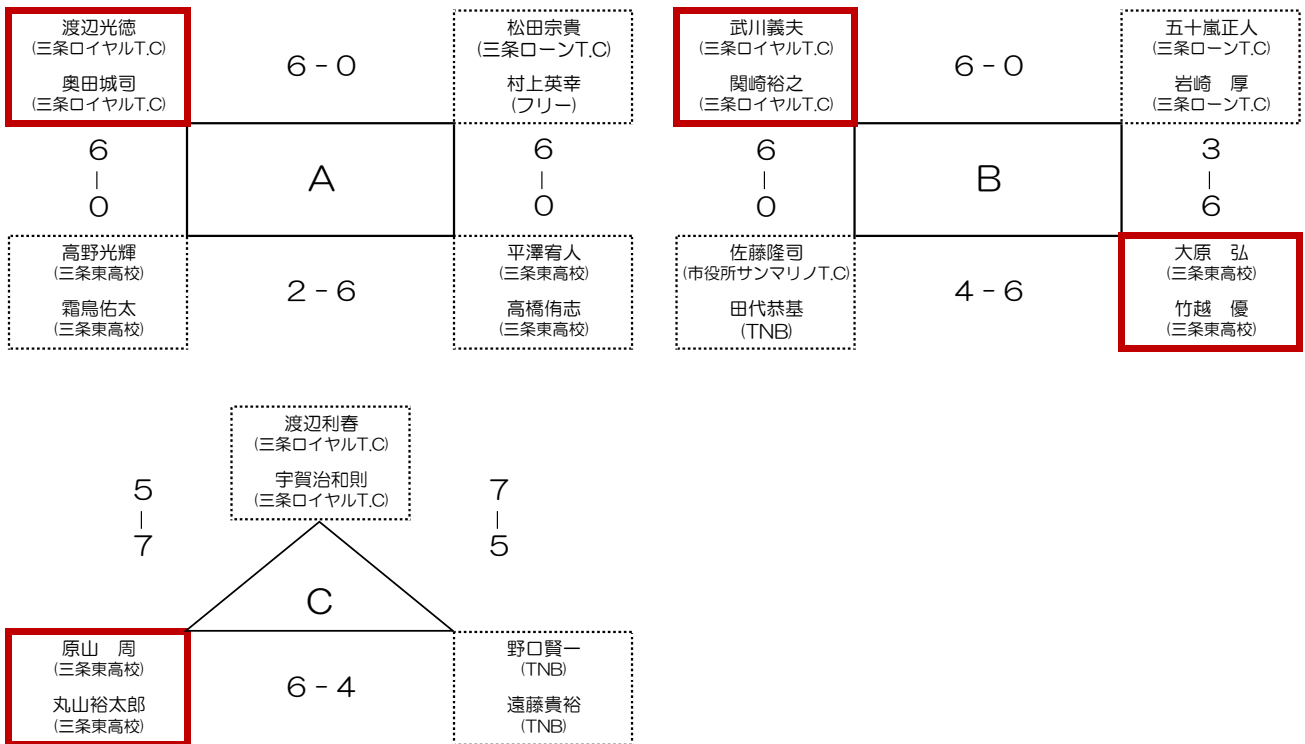 渡辺光徳
(三条ロイヤルT.C)
奥田城司
(三条ロイヤルT.C)
6-0
松田宗貴
(三条ローンT.C)
村上英幸
(フリー)
6-0
A
6-0
高野光輝
(三条東高校)
霜鳥佑太
(三条東高校)
2-6
平澤宥人
(三条東高校)
高橋侑志
(三条東高校)
武川義夫
(三条ロイヤルT.C)
関崎裕之
(三条ロイヤルT.C)
6-0
五十嵐正人
(三条ローンT.C)
岩崎　厚
(三条ローンT.C)
6-0
B
3-6
佐藤隆司
(市役所サンマリノT.C)
田代恭基
(TNB)
4-6
大原　弘
(三条東高校)
竹越　優
(三条東高校)
渡辺利春
(三条ロイヤルT.C)
宇賀治和則
(三条ロイヤルT.C)
5-7
7-5
C
原山　周
(三条東高校)
丸山裕太郎
(三条東高校)
6-4
野口賢一
(TNB)
遠藤貴裕
(TNB)